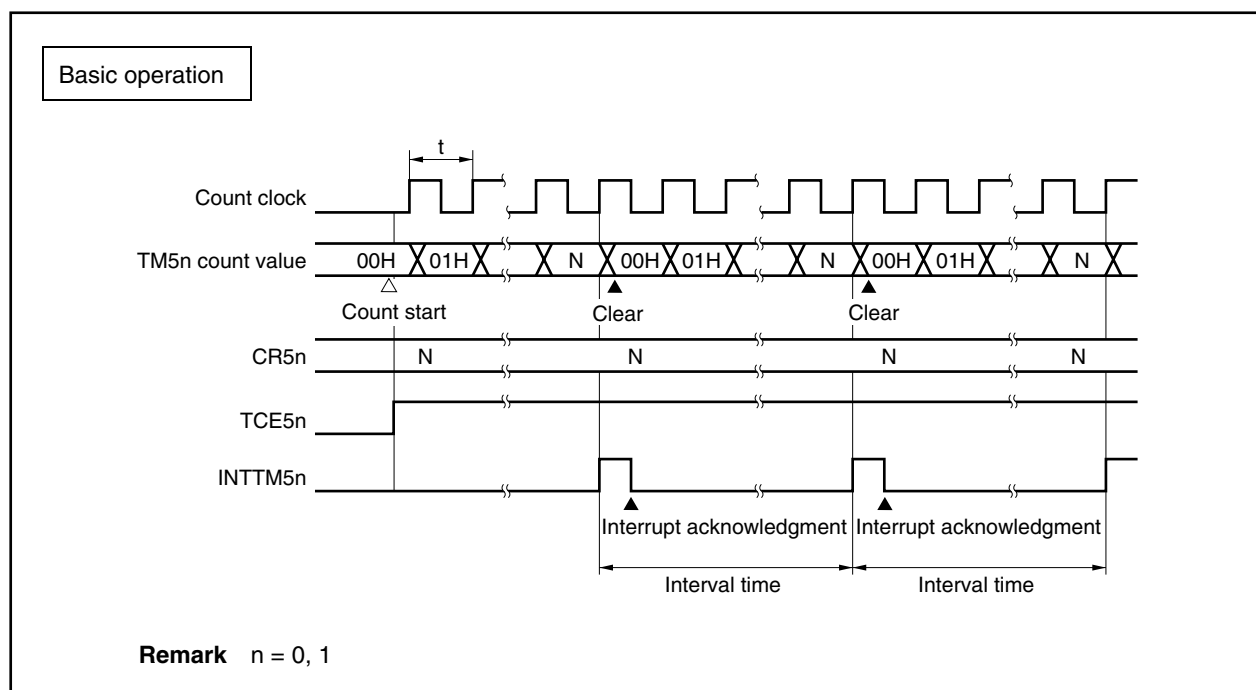 Basic operation
t
Count clock
TM5n count value 00H 01H N 00H 01H N 00H 01H N
Count start Clear Clear
CR5n N N N N
TCE5n
INTTM5n
Interrupt acknowledgment Interrupt acknowledgment
Interval time Interval time
Remark n = 0, 1